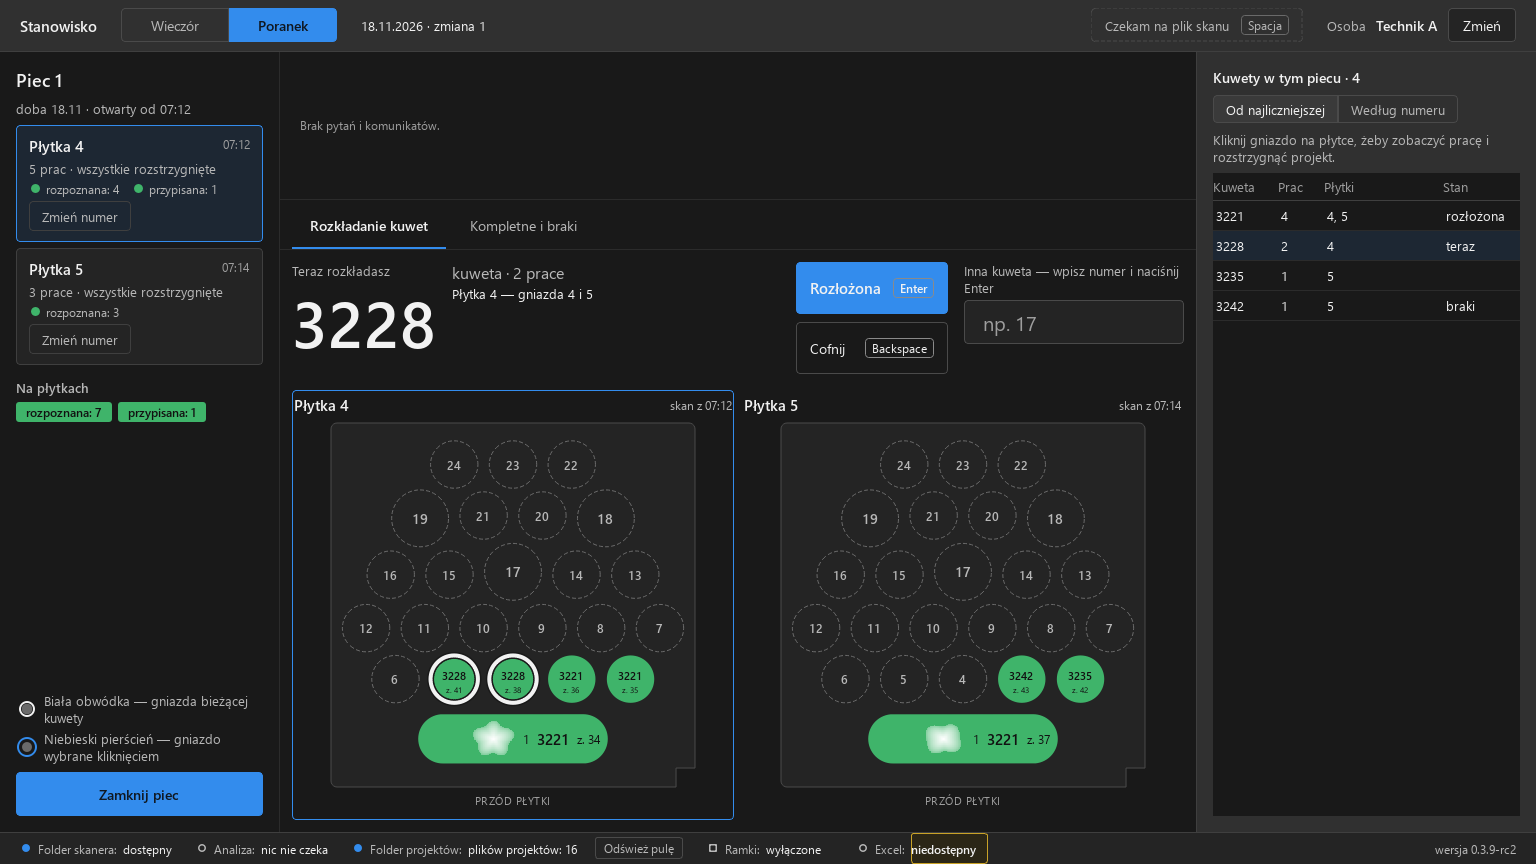 Stanowisko
Wieczór
Poranek
18.11.2026 · zmiana 1
Czekam na plik skanu Spacja
Osoba Technik A
Zmień
Piec 1
doba 18.11 · otwarty od 07:12
Płytka 4 07:12
5 prac · wszystkie rozstrzygnięte
rozpoznana: 4 przypisana: 1
Zmień numer
Płytka 5 07:14
3 prace · wszystkie rozstrzygnięte
rozpoznana: 3
Zmień numer
Na płytkach
rozpoznana: 7 przypisana: 1
Biała obwódka — gniazda bieżącej
kuwety
Niebieski pierścień — gniazdo
wybrane kliknięciem
Zamknij piec
Brak pytań i komunikatów.
Rozkładanie kuwet
Kompletne i braki
Teraz rozkładasz
3228
kuweta · 2 prace
Płytka 4 — gniazda 4 i 5
Rozłożona Enter
Cofnij Backspace
Inna kuweta — wpisz numer i naciśnij
Enter
np. 17
Płytka 4 skan z 07:12
24 23 22
19 21 20 18
16 15 17 14 13
12 11 10 9 8 7
6 3228 3228 3221 3221
z. 41 z. 38 z. 36 z. 35
1 3221 z. 34
PRZÓD PŁYTKI
Płytka 5 skan z 07:14
24 23 22
19 21 20 18
16 15 17 14 13
12 11 10 9 8 7
6 5 4 3242 3235
z. 43 z. 42
1 3221 z. 37
PRZÓD PŁYTKI
Kuwety w tym piecu · 4
Od najliczniejszej
Według numeru
Kliknij gniazdo na płytce, żeby zobaczyć pracę i
rozstrzygnąć projekt.
Kuweta Prac Płytki Stan
3221 4 4, 5 rozłożona
3228 2 4 teraz
3235 1 5
3242 1 5 braki
Folder skanera: dostępny
Analiza: nic nie czeka
Folder projektów: plików projektów: 16
Odśwież pulę
Ramki: wyłączone
Excel: niedostępny
wersja 0.3.9-rc2